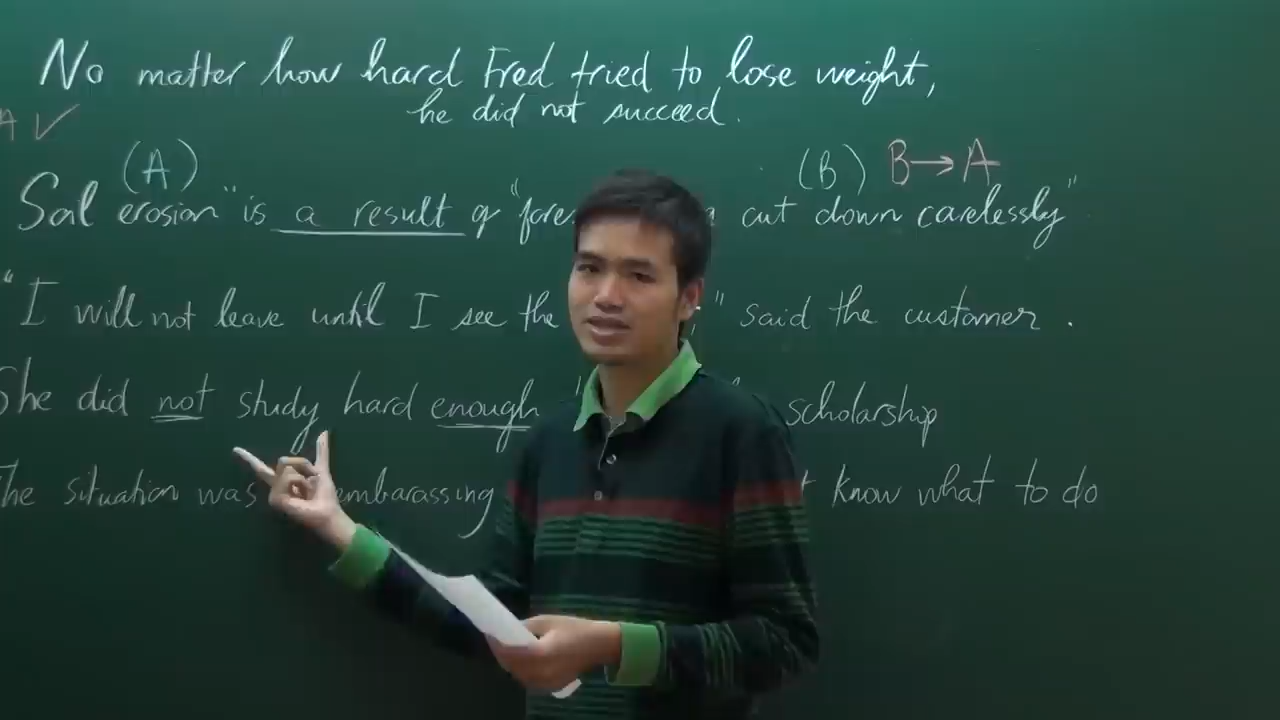 No matter how hard Fred tried to lose weight,
he did not succeed.
A ✓
(A) (B) B→A
Soil erosion "is a result of "fores cut down carelessly"
"I will not leave until I see the " said the customer.
She did not study hard enough scholarship
The situation was embarassing know what to do